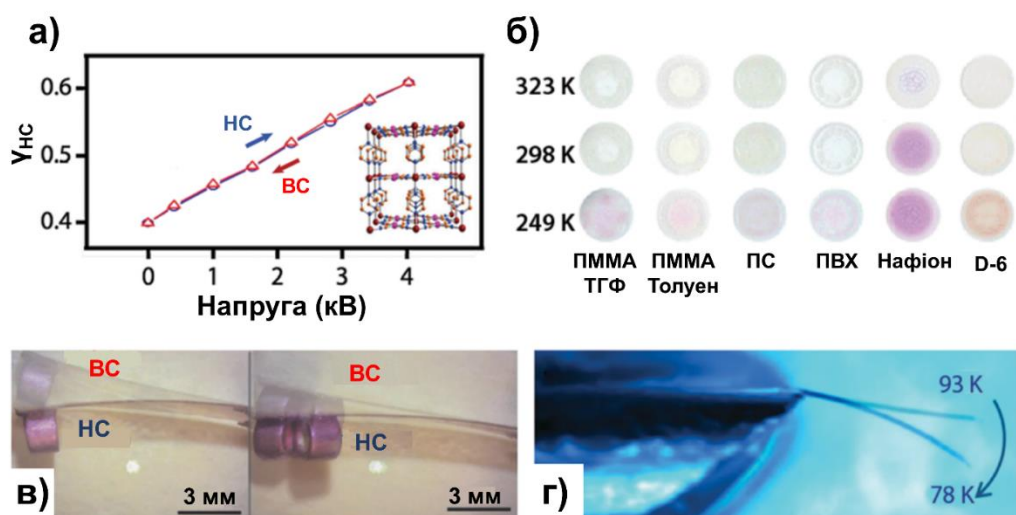 а)
0.6
0.5
0.4
γHC
НС
ВС
0 1 2 3 4
Напруга (кВ)
б)
323 K
298 K
249 K
ПММА ТГФ
ПММА Толуен
ПС
ПВХ
Нафіон
D-6
ВС
НС
3 мм
в)
ВС
НС
3 мм
93 K
78 K
г)